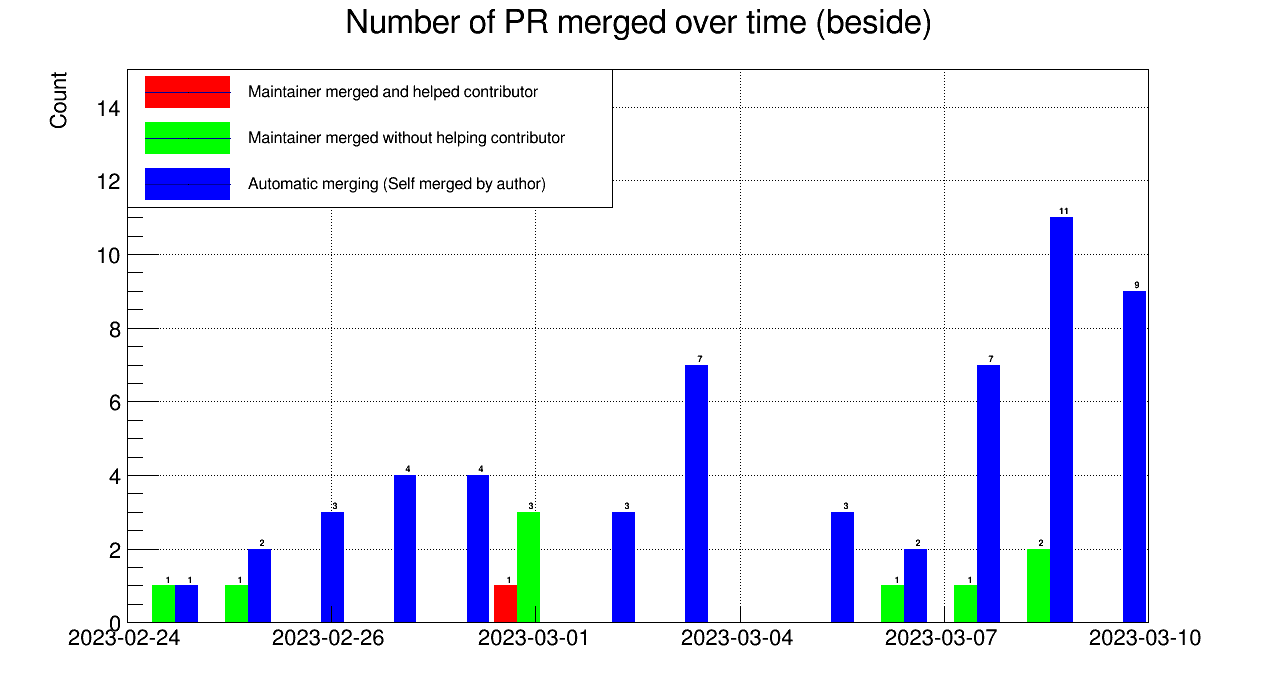 Number of PR merged over time (beside)
Count
Maintainer merged and helped contributor
Maintainer merged without helping contributor
Automatic merging (Self merged by author)
14
12
10
8
6
4
2
0
1 1 1 2 3 4 4 1 3 3 7 3 1 2 1 7 2 11 9
2023-02-24 2023-02-26 2023-03-01 2023-03-04 2023-03-07 2023-03-10